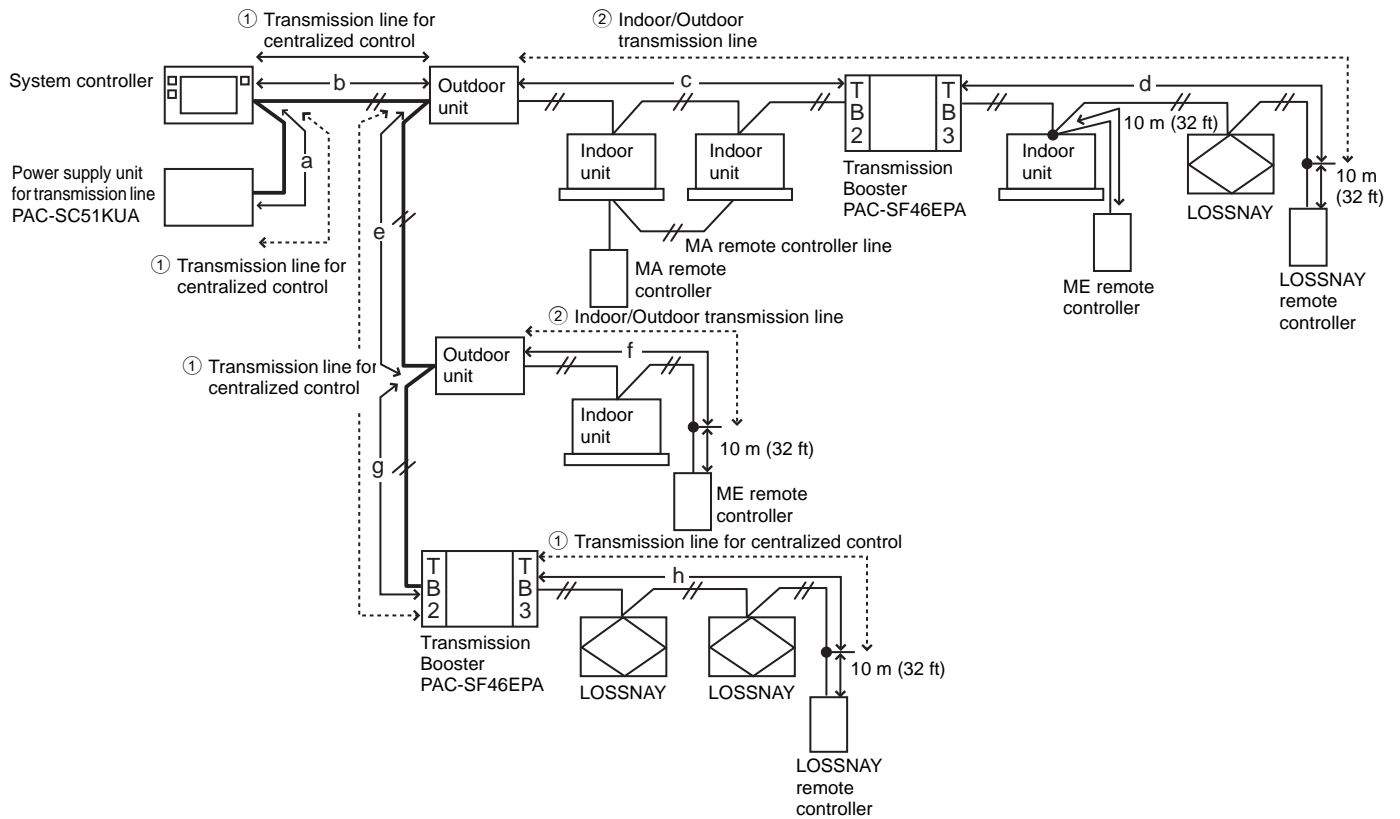 ① Transmission line for
centralized control
② Indoor/Outdoor
transmission line
System controller
b
Outdoor
unit
c
T
B
2
T
B
3
d
a
Power supply unit
for transmission line
PAC-SC51KUA
Indoor
unit
Indoor
unit
Transmission
Booster
PAC-SF46EPA
Indoor
unit
10 m (32 ft)
LOSSNAY
10 m
(32 ft)
e
① Transmission line for
centralized control
MA remote controller line
MA remote
controller
ME remote
controller
LOSSNAY
remote
controller
② Indoor/Outdoor transmission line
① Transmission line for
centralized control
Outdoor
unit
f
Indoor
unit
10 m (32 ft)
g
ME remote
controller
① Transmission line for centralized control
T
B
2
T
B
3
h
Transmission
Booster
PAC-SF46EPA
LOSSNAY
LOSSNAY
10 m (32 ft)
LOSSNAY
remote
controller